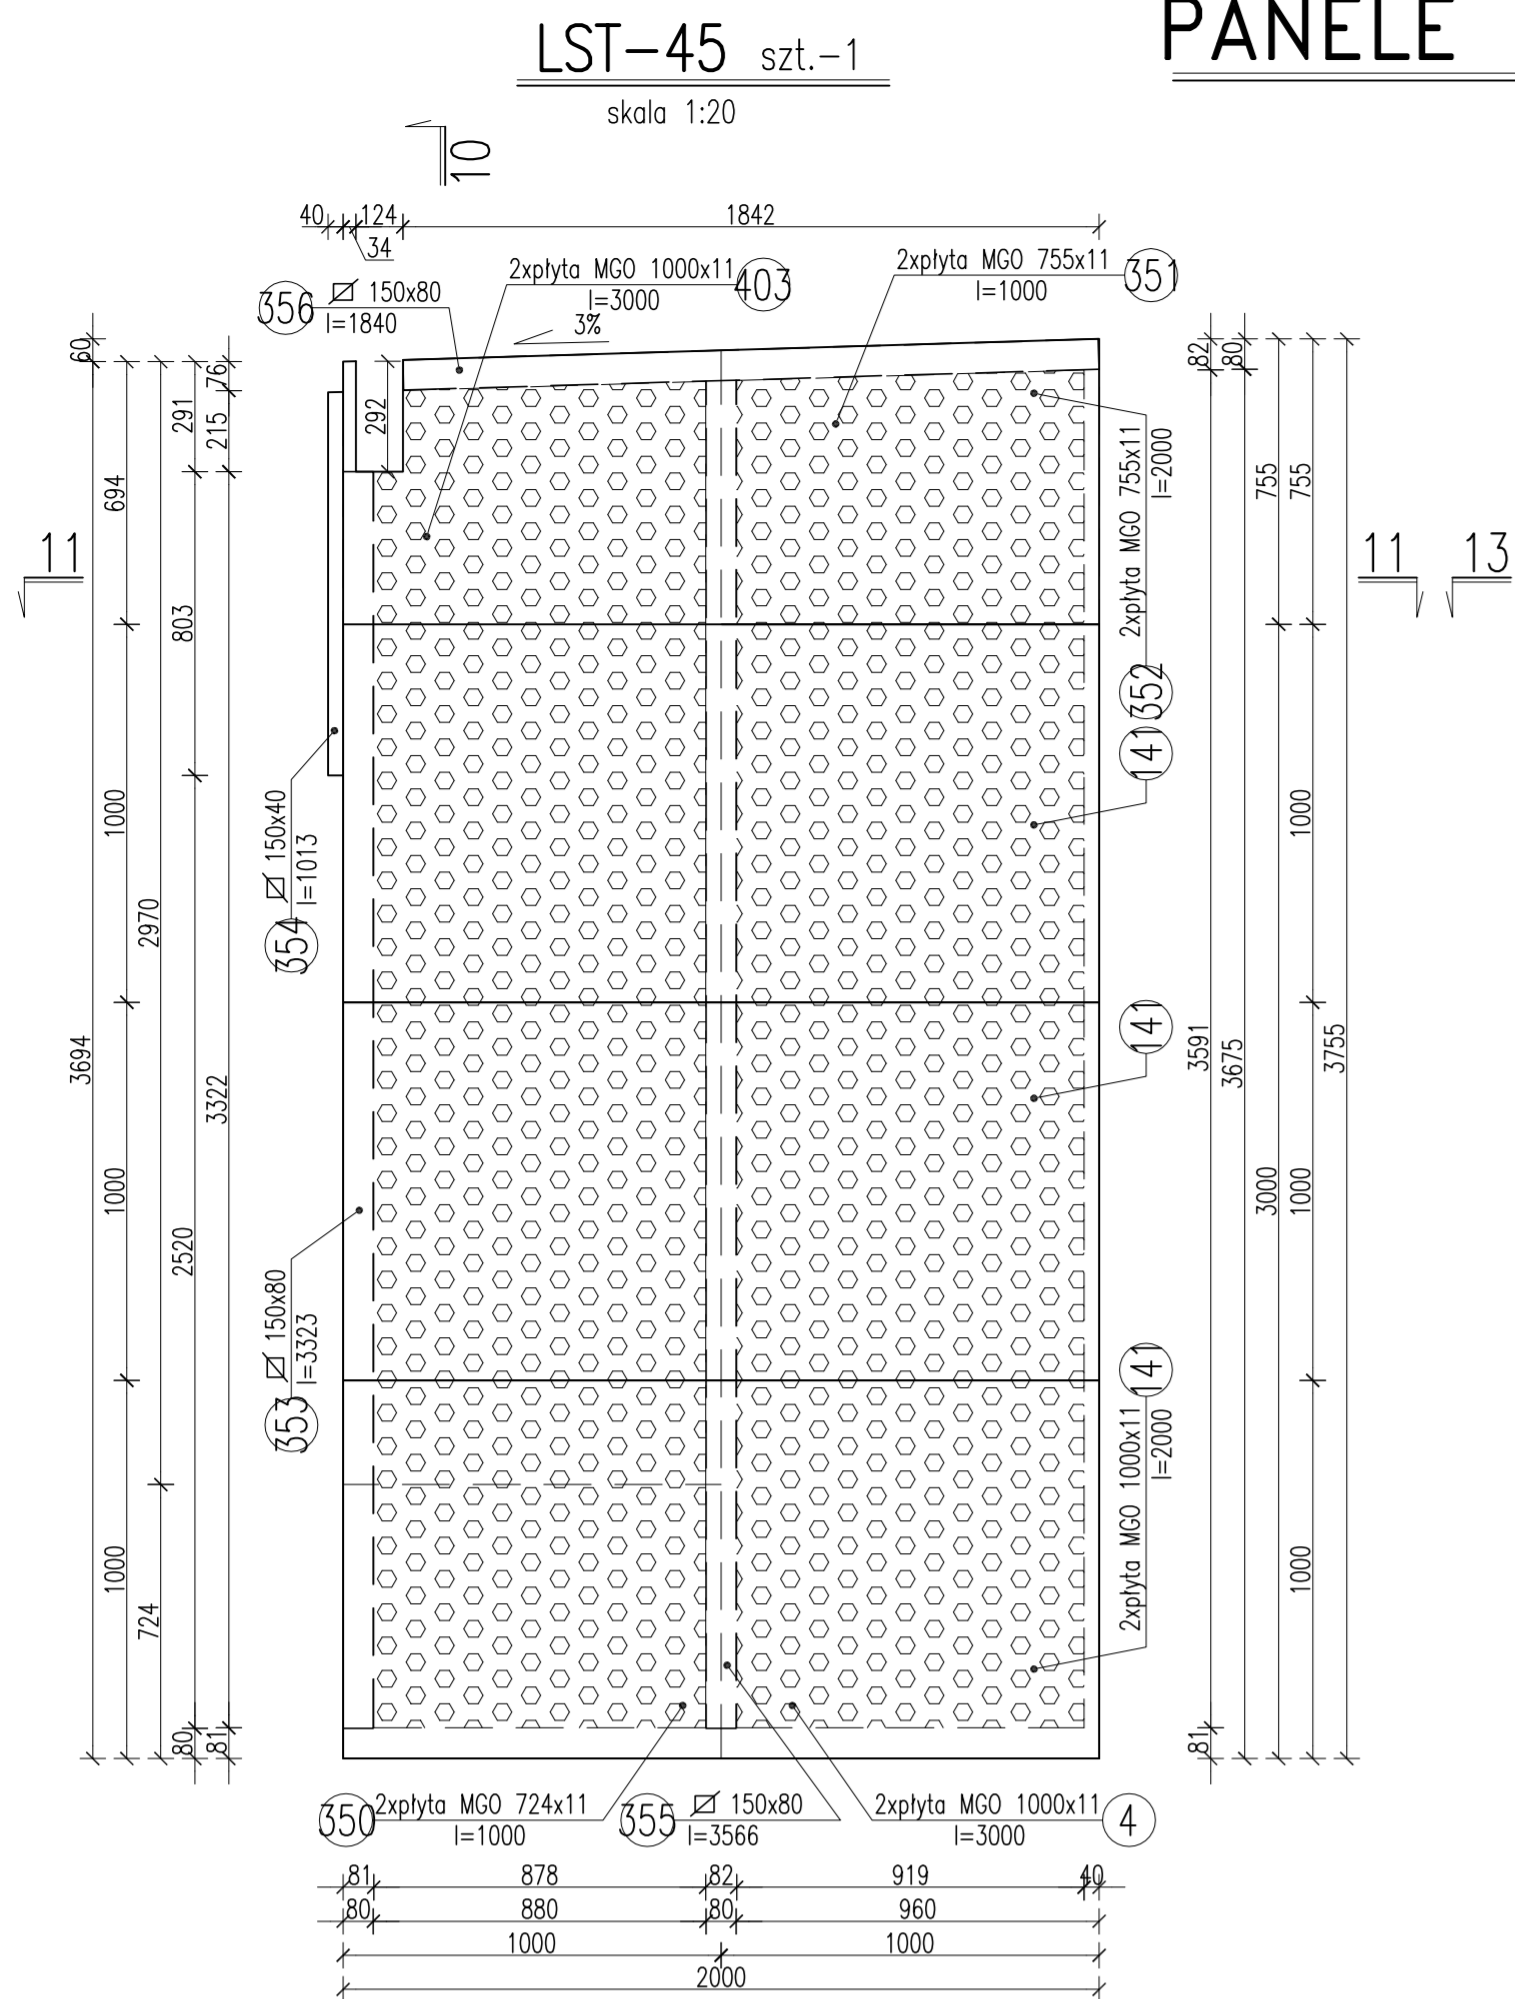 PANELE
LST-45 szt.-1
skala 1:20
10
40
124
1842
34
2xpłyta MGO 1000x11
l=3000
403
2xpłyta MGO 755x11
l=1000
351
356
150x80
l=1840
3%
60
291
76
215
292
82
80
694
803
755
755
2xpłyta MGO 755x11
l=2000
352
11
11
13
141
1000
1000
150x40
l=1013
354
2970
3694
3322
141
3591
3675
3755
1000
2520
3000
1000
150x80
l=3323
353
141
2xpłyta MGO 1000x11
l=2000
1000
724
1000
80
81
81
350
2xpłyta MGO 724x11
l=1000
355
150x80
l=3566
2xpłyta MGO 1000x11
l=3000
4
81
878
82
919
40
80
880
80
960
1000
1000
2000